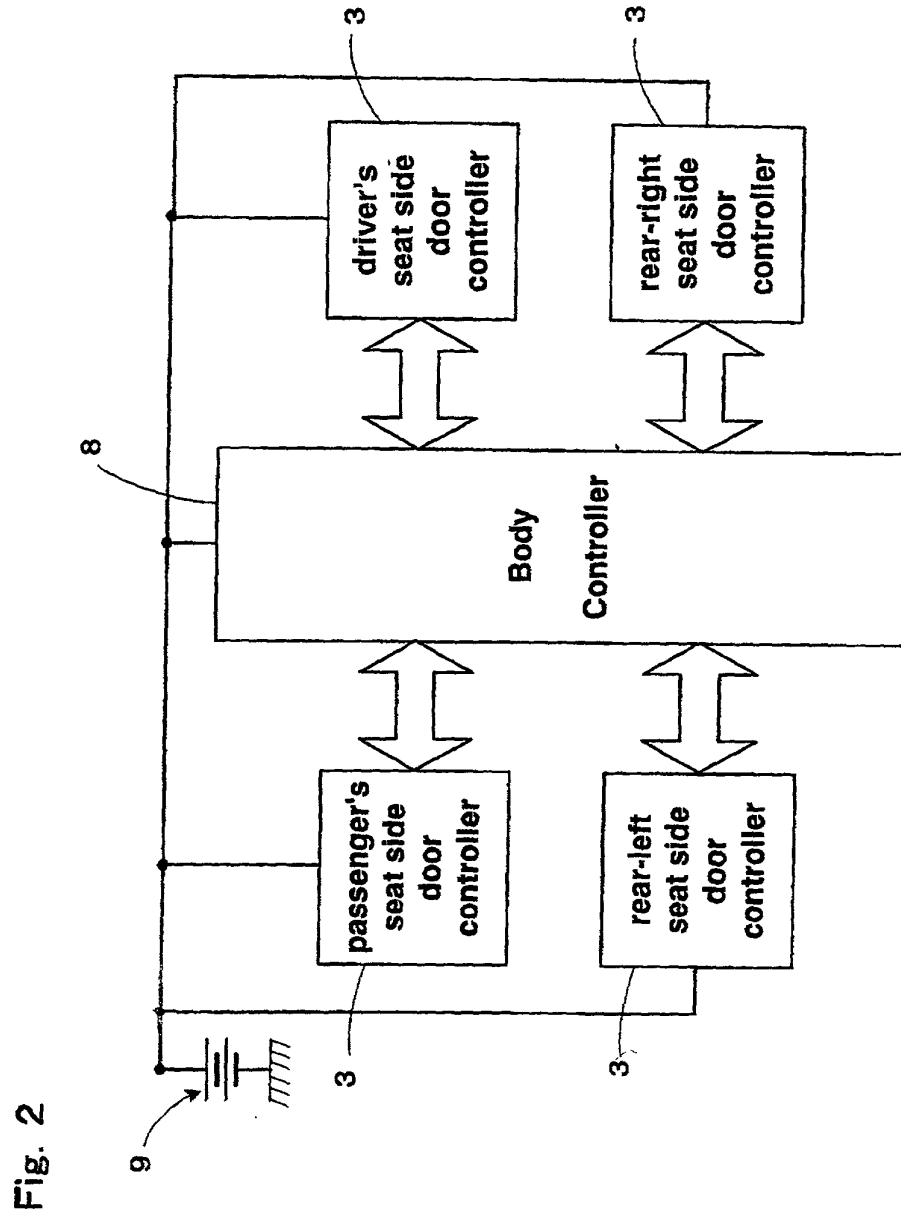 Fig. 2
9
8
3
passenger's
seat side
door
controller
3
driver's
seat side
door
controller
Body
Controller
3
rear-left
seat side
door
controller
3
rear-right
seat side
door
controller